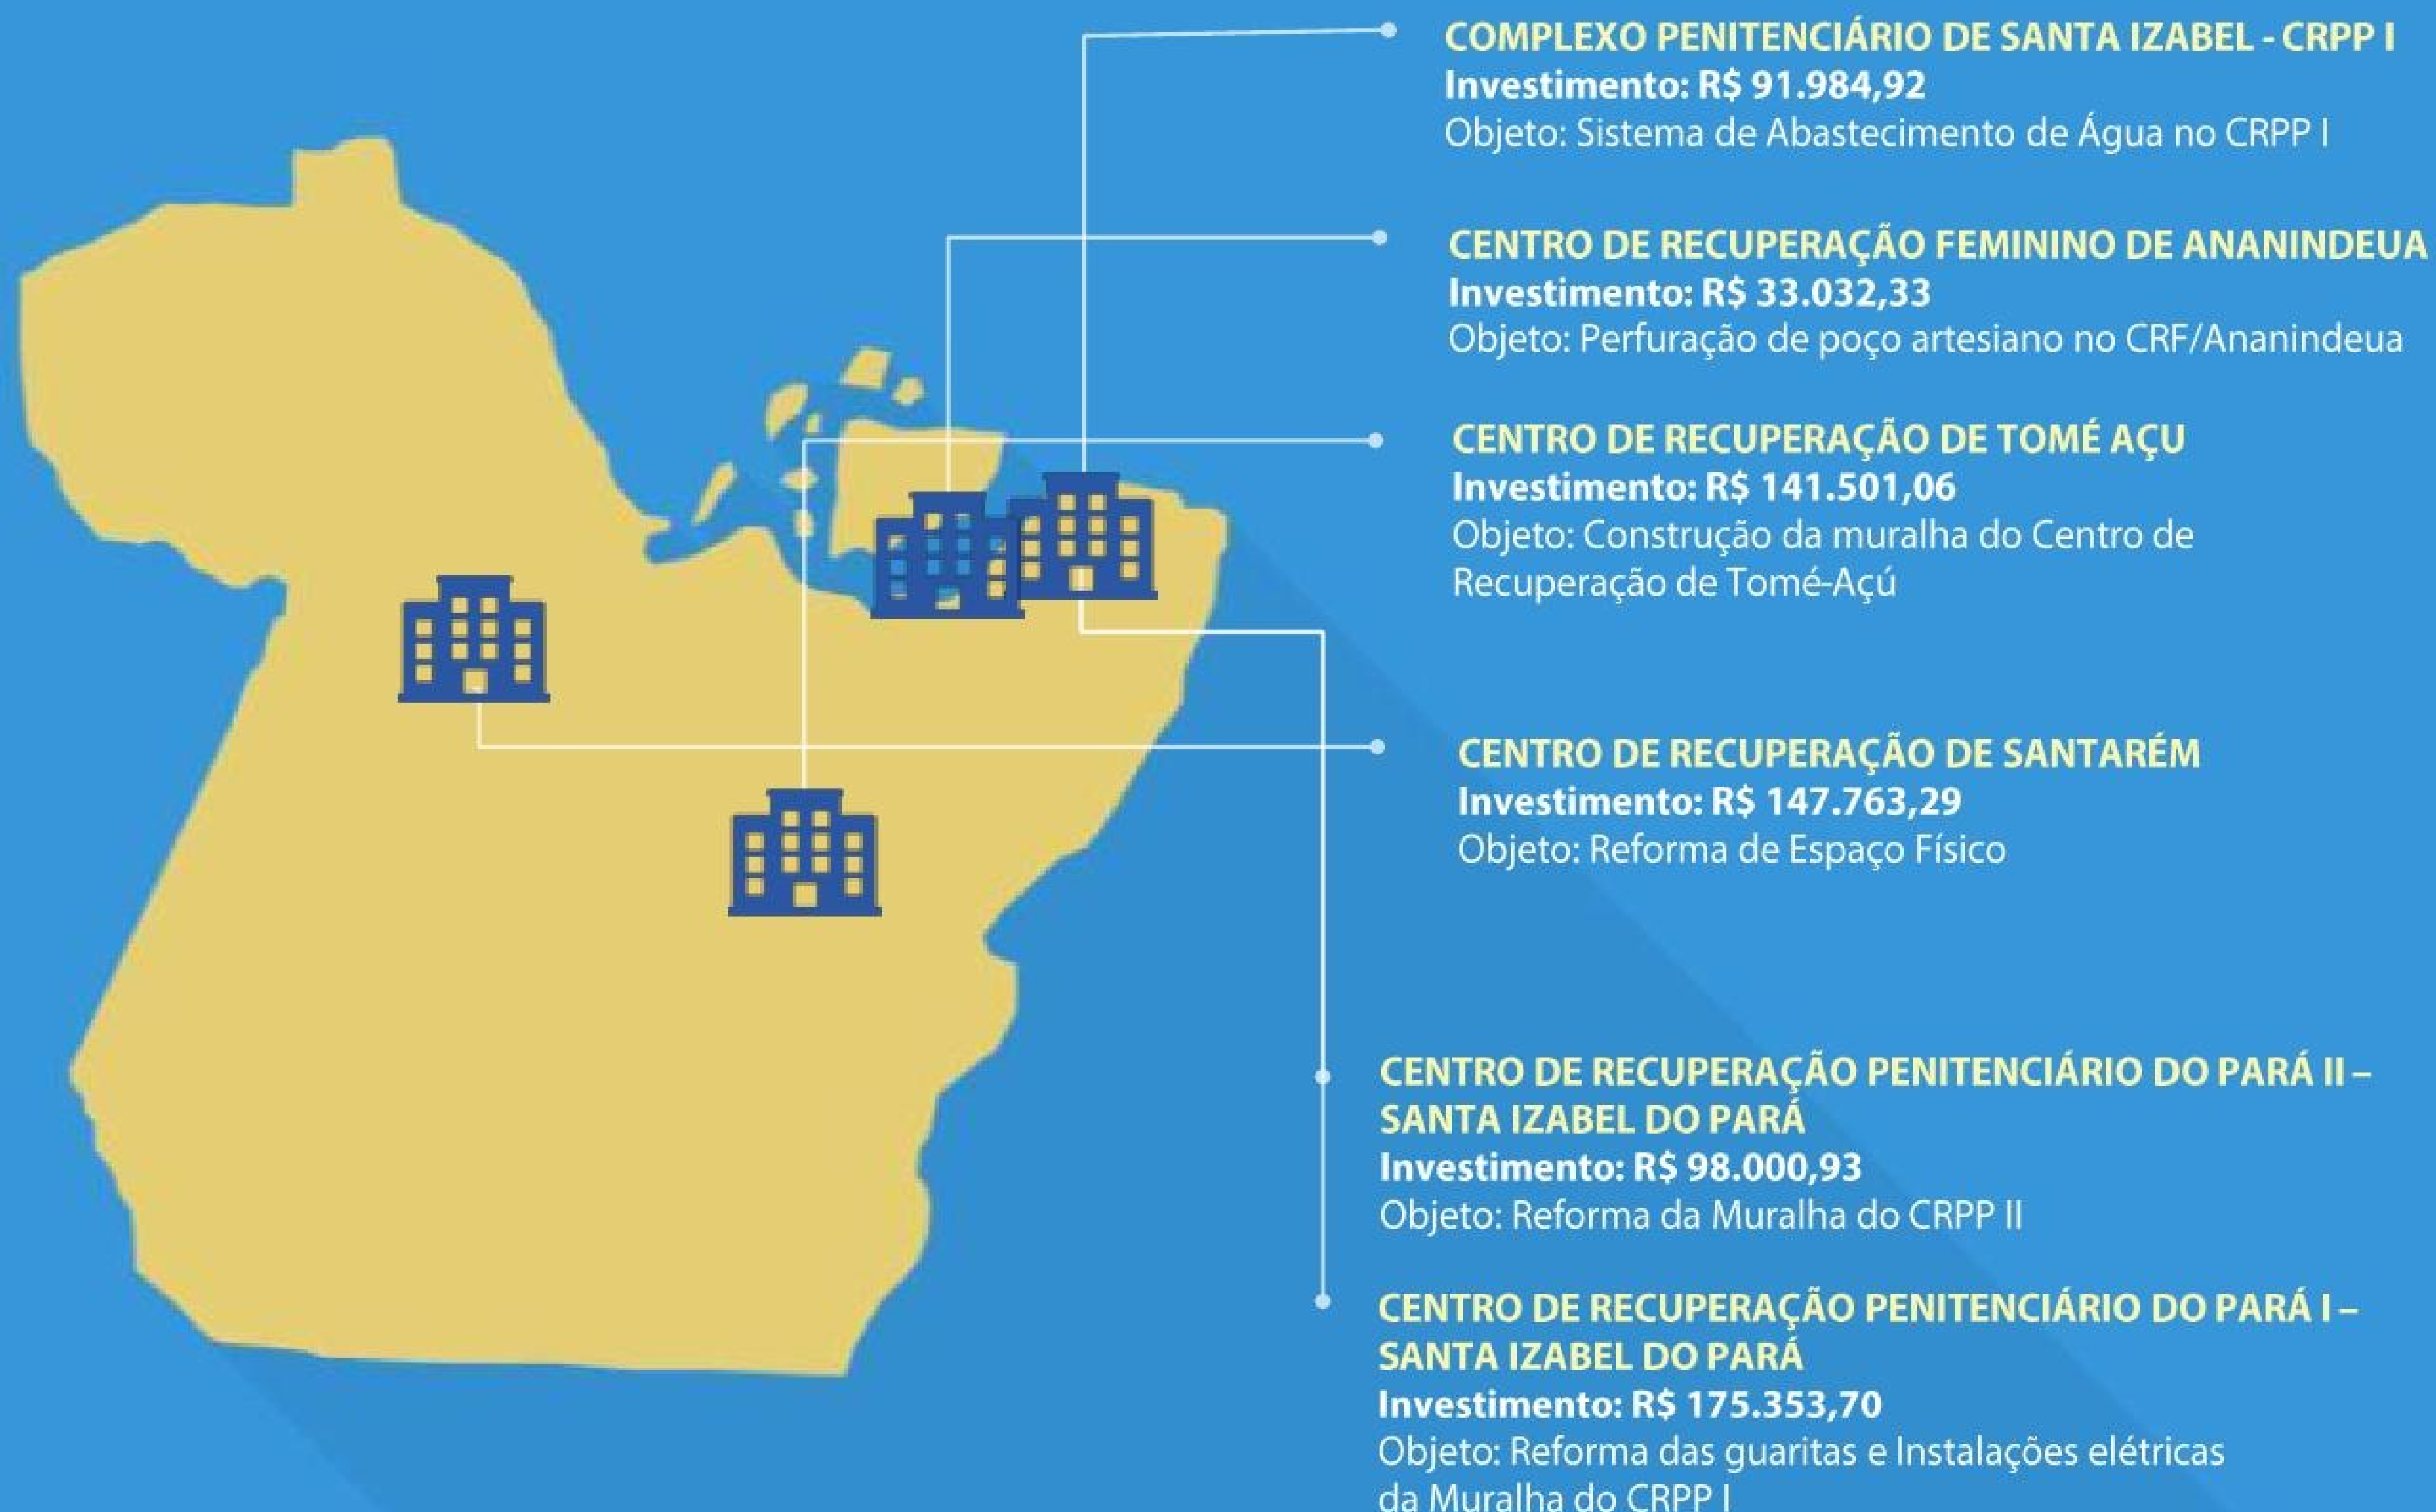 COMPLEXO PENITENCIÁRIO DE SANTA IZABEL - CRPP I
Investimento: R$ 91.984,92
Objeto: Sistema de Abastecimento de Água no CRPP I
CENTRO DE RECUPERAÇÃO FEMININO DE ANANINDEUA
Investimento: R$ 33.032,33
Objeto: Perfuração de poço artesiano no CRF/Ananindeua
CENTRO DE RECUPERAÇÃO DE TOMÉ AÇU
Investimento: R$ 141.501,06
Objeto: Construção da muralha do Centro de
Recuperação de Tomé-Açú
CENTRO DE RECUPERAÇÃO DE SANTARÉM
Investimento: R$ 147.763,29
Objeto: Reforma de Espaço Físico
CENTRO DE RECUPERAÇÃO PENITENCIÁRIO DO PARÁ II –
SANTA IZABEL DO PARÁ
Investimento: R$ 98.000,93
Objeto: Reforma da Muralha do CRPP II
CENTRO DE RECUPERAÇÃO PENITENCIÁRIO DO PARÁ I –
SANTA IZABEL DO PARÁ
Investimento: R$ 175.353,70
Objeto: Reforma das guaritas e Instalações elétricas
da Muralha do CRPP I